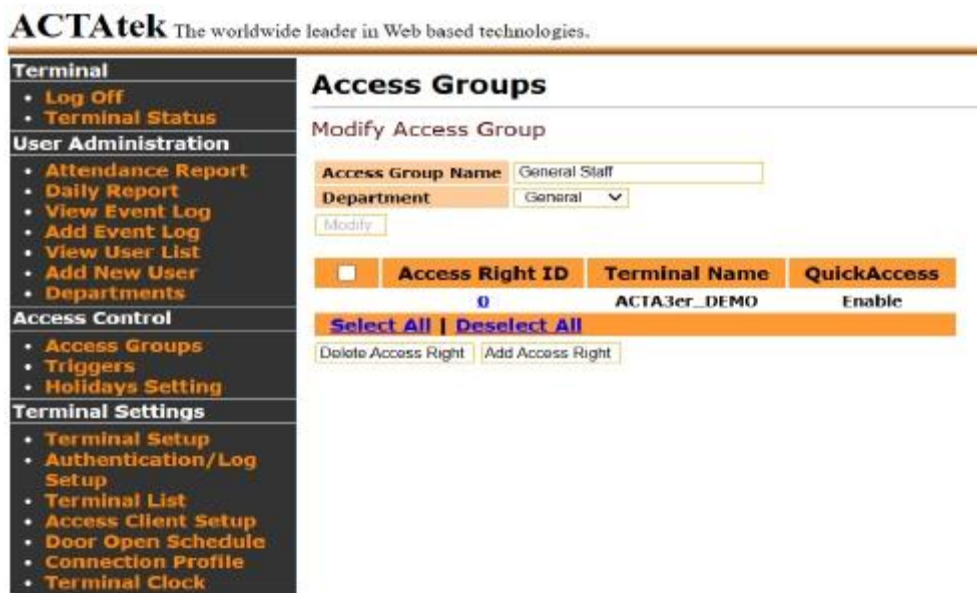 ACTAtek The worldwide leader in Web based technologies.
Terminal
• Log Off
• Terminal Status
User Administration
• Attendance Report
• Daily Report
• View Event Log
• Add Event Log
• View User List
• Add New User
• Departments
Access Control
• Access Groups
• Triggers
• Holidays Setting
Terminal Settings
• Terminal Setup
• Authentication/Log
Setup
• Terminal List
• Access Client Setup
• Door Open Schedule
• Connection Profile
• Terminal Clock
Access Groups
Modify Access Group
Access Group Name General Staff
Department General
Modify
Access Right ID Terminal Name QuickAccess
0 ACTA3er_DEMO Enable
Select All | Deselect All
Delete Access Right Add Access Right